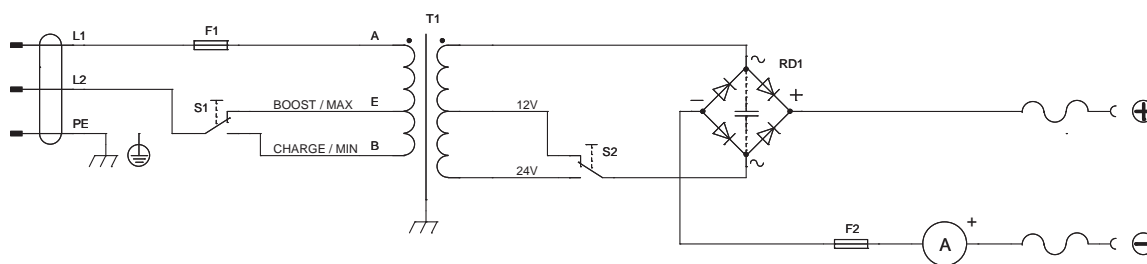 T1
L1
F1
A
L2
S1
BOOST / MAX
E
PE
CHARGE / MIN
B
12V
24V
S2
RD1
~
~
−
+
F2
A
+
+
−